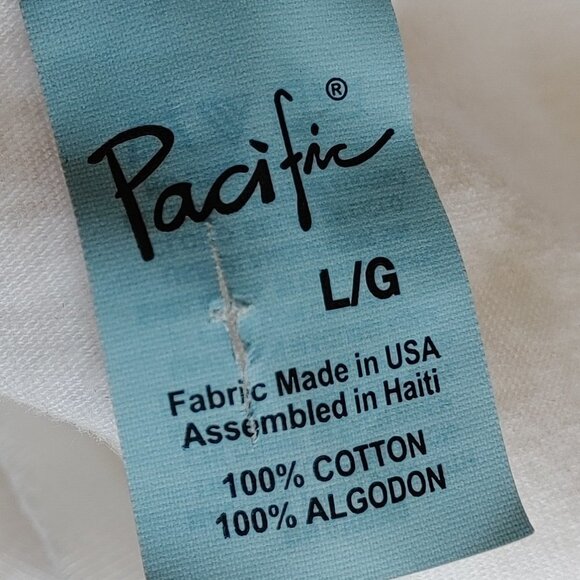 Pacific®
L/G
Fabric Made in USA
Assembled in Haiti
100% COTTON
100% ALGODON